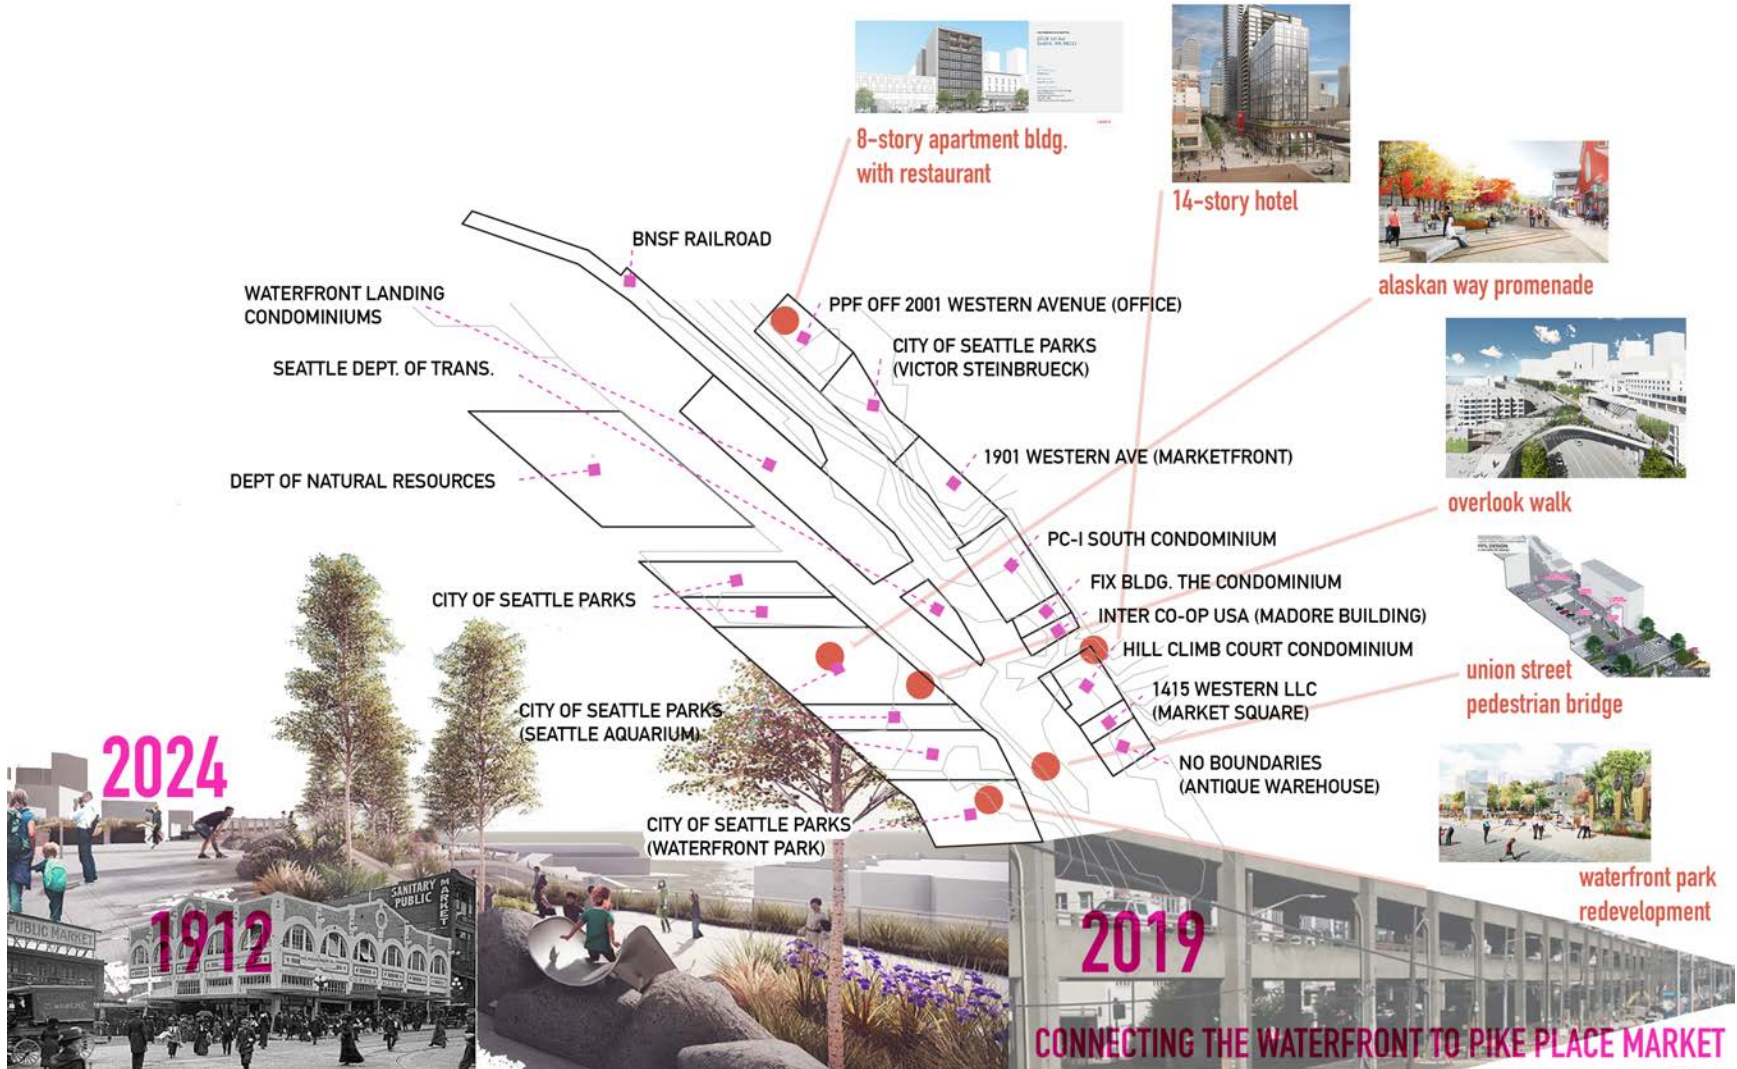 8-story apartment bldg.
with restaurant
14-story hotel
alaskan way promenade
overlook walk
union street
pedestrian bridge
waterfront park
redevelopment
BNSF RAILROAD
WATERFRONT LANDING
CONDOMINIUMS
SEATTLE DEPT. OF TRANS.
DEPT OF NATURAL RESOURCES
PPF OFF 2001 WESTERN AVENUE (OFFICE)
CITY OF SEATTLE PARKS
(VICTOR STEINBRUECK)
1901 WESTERN AVE (MARKETFRONT)
PC-I SOUTH CONDOMINIUM
FIX BLDG. THE CONDOMINIUM
INTER CO-OP USA (MADORE BUILDING)
HILL CLIMB COURT CONDOMINIUM
1415 WESTERN LLC
(MARKET SQUARE)
NO BOUNDARIES
(ANTIQUE WAREHOUSE)
CITY OF SEATTLE PARKS
CITY OF SEATTLE PARKS
(SEATTLE AQUARIUM)
CITY OF SEATTLE PARKS
(WATERFRONT PARK)
2024
1912
SANITARY
PUBLIC
MARKET
PUBLIC MARKET
2019
CONNECTING THE WATERFRONT TO PIKE PLACE MARKET